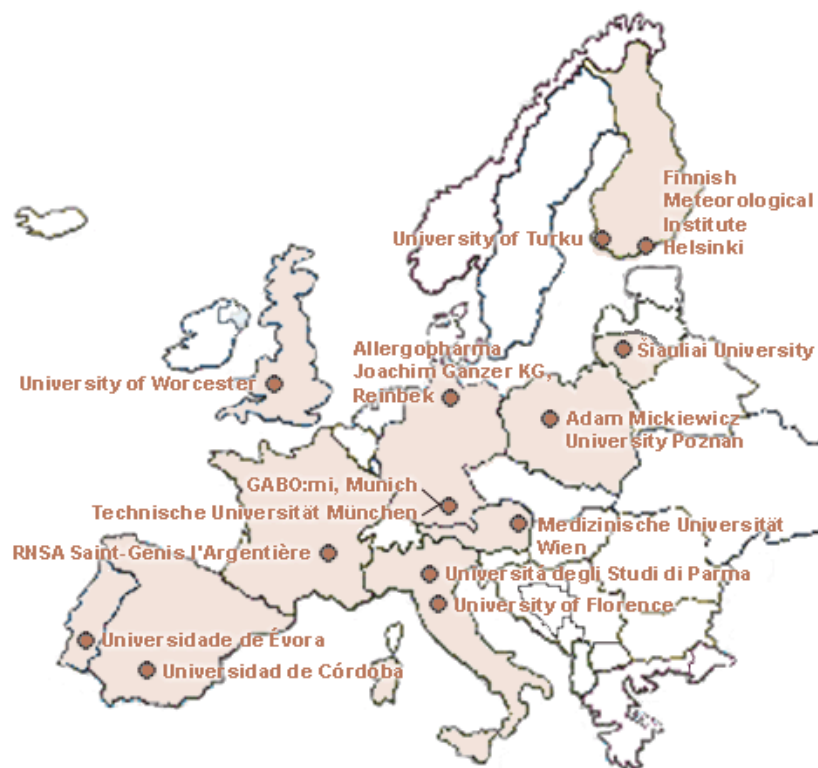 Finnish
Meteorological
Institute
Helsinki
University of Turku
Šiauliai University
Allergopharma
Joachim Ganzer KG,
Reinbek
University of Worcester
Adam Mickiewicz
University Poznan
GABO:mi, Munich
Technische Universität München
Medizinische Universität
Wien
RNSA Saint-Genis l'Argentière
Universitá degli Studi di Parma
University of Florence
Universidade de Évora
Universidad de Córdoba